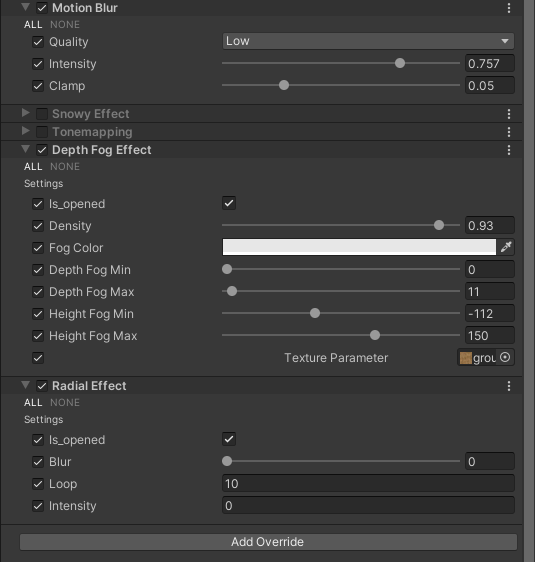 Motion Blur
ALL NONE
Quality Low
Intensity 0.757
Clamp 0.05
Snowy Effect
Tonemapping
Depth Fog Effect
ALL NONE
Settings
Is_opened
Density 0.93
Fog Color
Depth Fog Min 0
Depth Fog Max 11
Height Fog Min -112
Height Fog Max 150
Texture Parameter grou
Radial Effect
ALL NONE
Settings
Is_opened
Blur 0
Loop 10
Intensity 0
Add Override